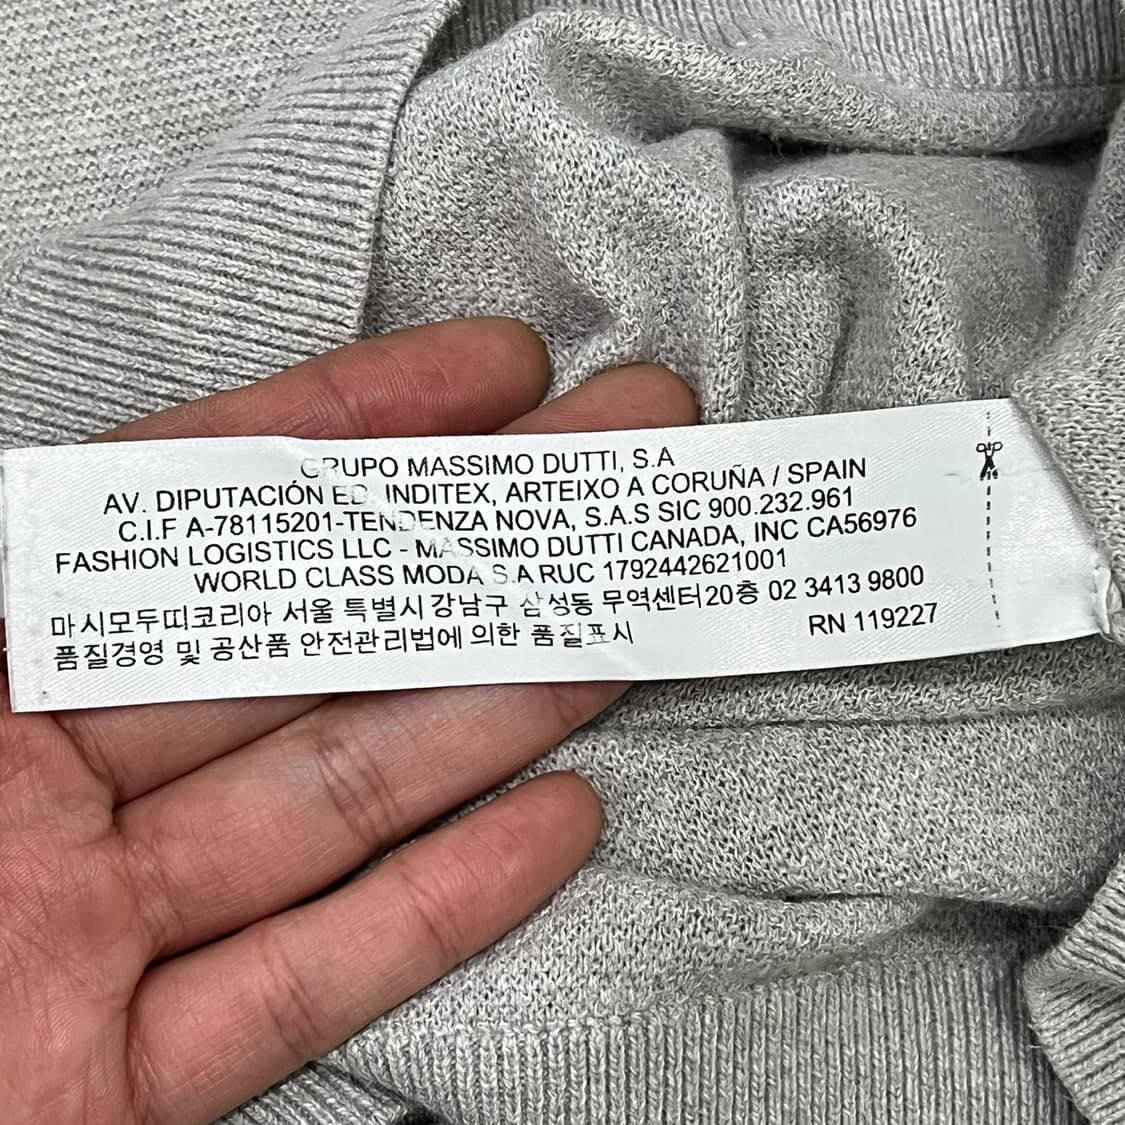 GRUPO MASSIMO DUTTI, S.A
AV. DIPUTACIÓN ED. INDITEX, ARTEIXO A CORUÑA / SPAIN
C.I.F A-78115201-TENDENZA NOVA, S.A.S SIC 900.232.961
FASHION LOGISTICS LLC - MASSIMO DUTTI CANADA, INC CA56976
WORLD CLASS MODA S.A RUC 1792442621001
마시모두띠코리아 서울 특별시 강남구 삼성동 무역센터20층 02 3413 9800
품질경영 및 공산품 안전관리법에 의한 품질표시 RN 119227